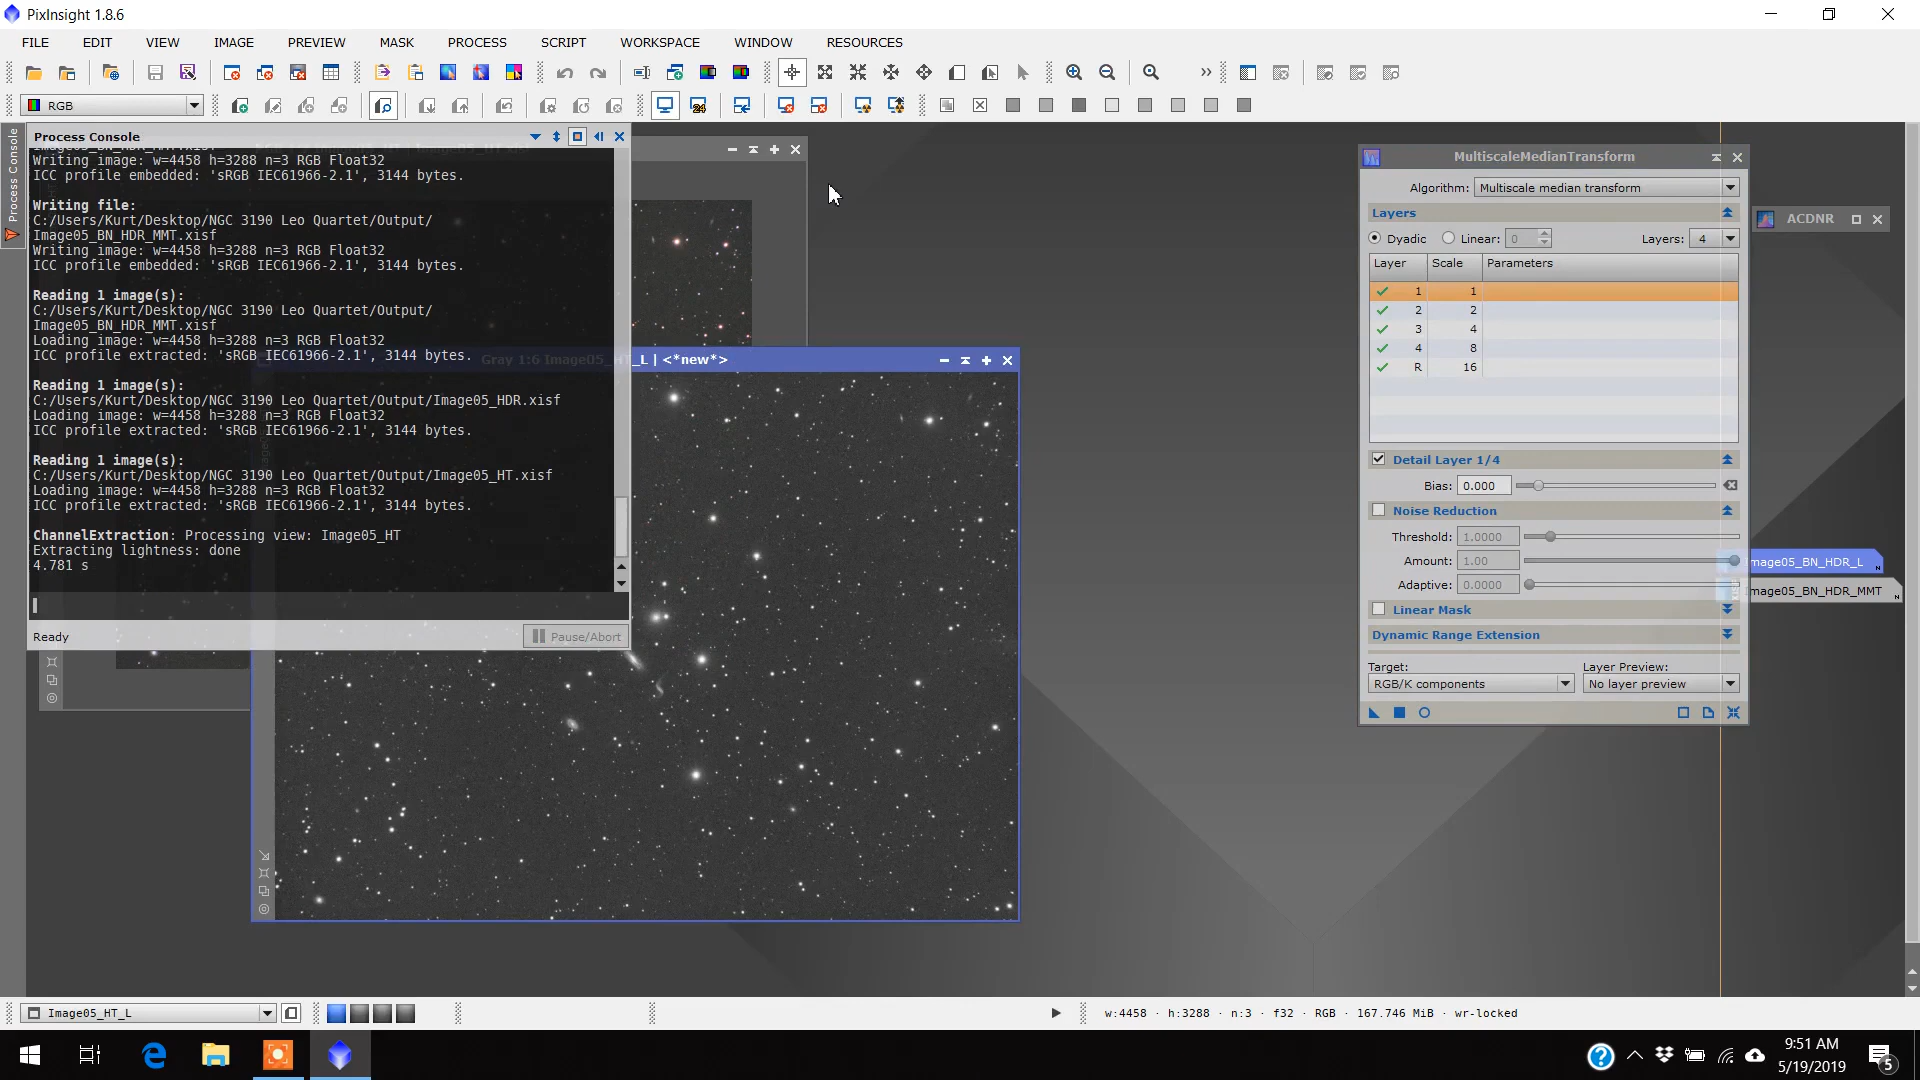 PixInsight 1.8.6
FILE EDIT VIEW IMAGE PREVIEW MASK PROCESS SCRIPT WORKSPACE WINDOW RESOURCES
RGB
24
Process Console
Process Console
Writing image: w=4458 h=3288 n=3 RGB Float32
ICC profile embedded: 'sRGB IEC61966-2.1', 3144 bytes.
Writing file:
C:/Users/Kurt/Desktop/NGC 3190 Leo Quartet/Output/
Image05_BN_HDR_MMT.xisf
Writing image: w=4458 h=3288 n=3 RGB Float32
ICC profile embedded: 'sRGB IEC61966-2.1', 3144 bytes.
Reading 1 image(s):
C:/Users/Kurt/Desktop/NGC 3190 Leo Quartet/Output/
Image05_BN_HDR_MMT.xisf
Loading image: w=4458 h=3288 n=3 RGB Float32
ICC profile extracted: 'sRGB IEC61966-2.1', 3144 bytes.
Reading 1 image(s):
C:/Users/Kurt/Desktop/NGC 3190 Leo Quartet/Output/Image05_HDR.xisf
Loading image: w=4458 h=3288 n=3 RGB Float32
ICC profile extracted: 'sRGB IEC61966-2.1', 3144 bytes.
Reading 1 image(s):
C:/Users/Kurt/Desktop/NGC 3190 Leo Quartet/Output/Image05_HT.xisf
Loading image: w=4458 h=3288 n=3 RGB Float32
ICC profile extracted: 'sRGB IEC61966-2.1', 3144 bytes.
ChannelExtraction: Processing view: Image05_HT
Extracting lightness: done
4.781 s
Ready
Pause/Abort
Gray 1:6 Image05_HT_L | <*new*>
MultiscaleMedianTransform
Algorithm: Multiscale median transform
Layers
Dyadic Linear: 0 Layers: 4
Layer Scale Parameters
1 1
2 2
3 4
4 8
R 16
Detail Layer 1/4
Bias: 0.000
Noise Reduction
Threshold: 1.0000
Amount: 1.00
Adaptive: 0.0000
Linear Mask
Dynamic Range Extension
Target: Layer Preview:
RGB/K components No layer preview
ACDNR
mage05_BN_HDR_L
N
mage05_BN_HDR_MMT
N
Image05_HT_L
w:4458 · h:3288 · n:3 · f32 · RGB · 167.746 MiB · wr-locked
9:51 AM
5/19/2019
5